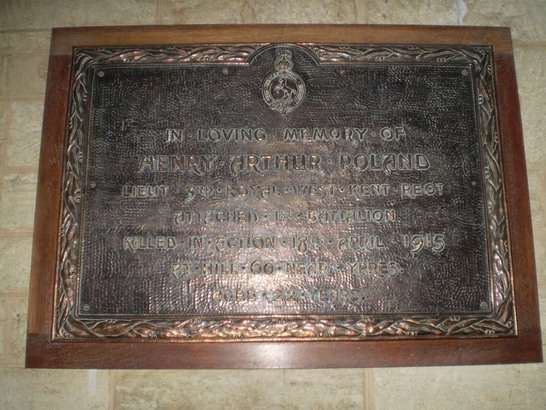 IN · LOVING · MEMORY · OF
HENRY · ARTHUR · POLAND
LIEUT · 3RD · ROYAL · WEST · KENT · REGT
ATTACHED · 1ST · BATTALION
KILLED · IN · ACTION · 18TH · APRIL · 1915
AT · HILL · 60 · NEAR · YPRES ·
AGED · 22 · YEARS ·